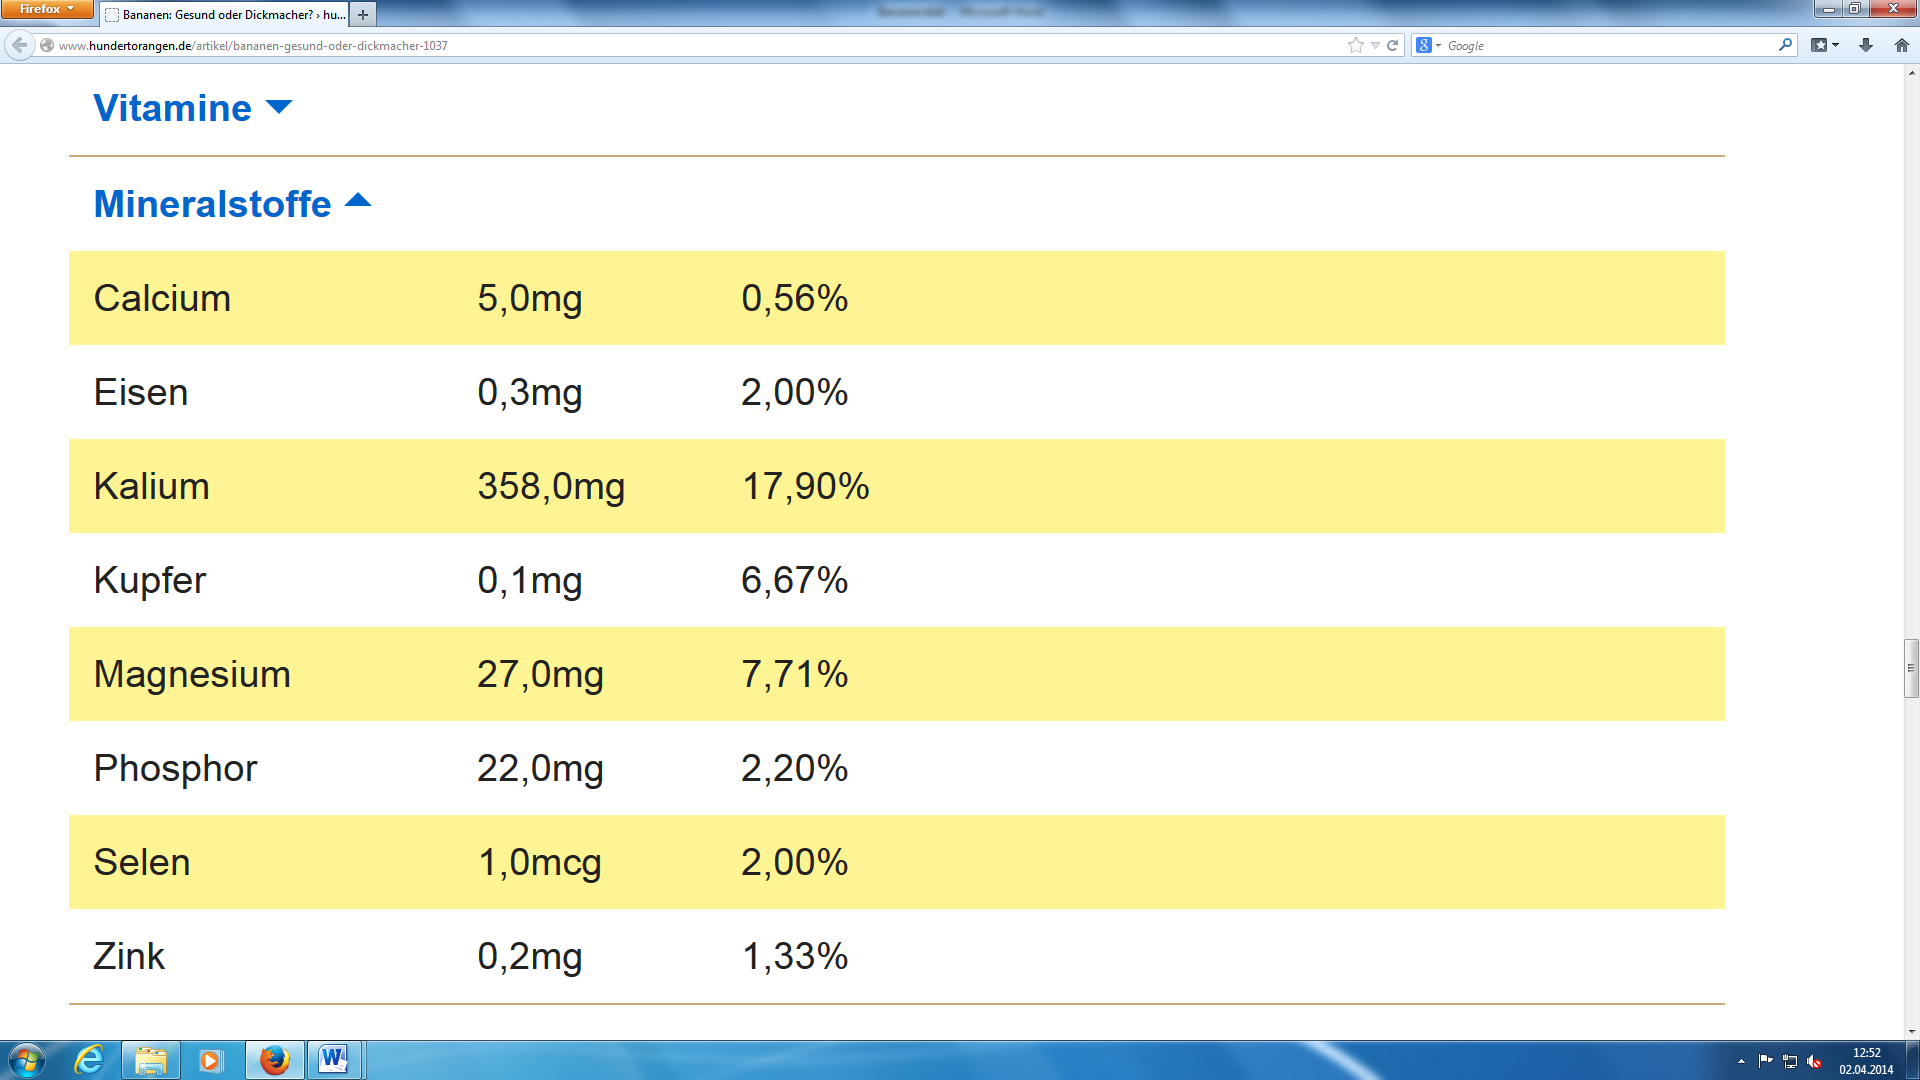 Firefox
Bananen: Gesund oder Dickmacher? › hu...
www.hundertorangen.de/artikel/bananen-gesund-oder-dickmacher-1037
Google
Vitamine
Mineralstoffe
Calcium 5,0mg 0,56%
Eisen 0,3mg 2,00%
Kalium 358,0mg 17,90%
Kupfer 0,1mg 6,67%
Magnesium 27,0mg 7,71%
Phosphor 22,0mg 2,20%
Selen 1,0mcg 2,00%
Zink 0,2mg 1,33%
12:52
02.04.2014